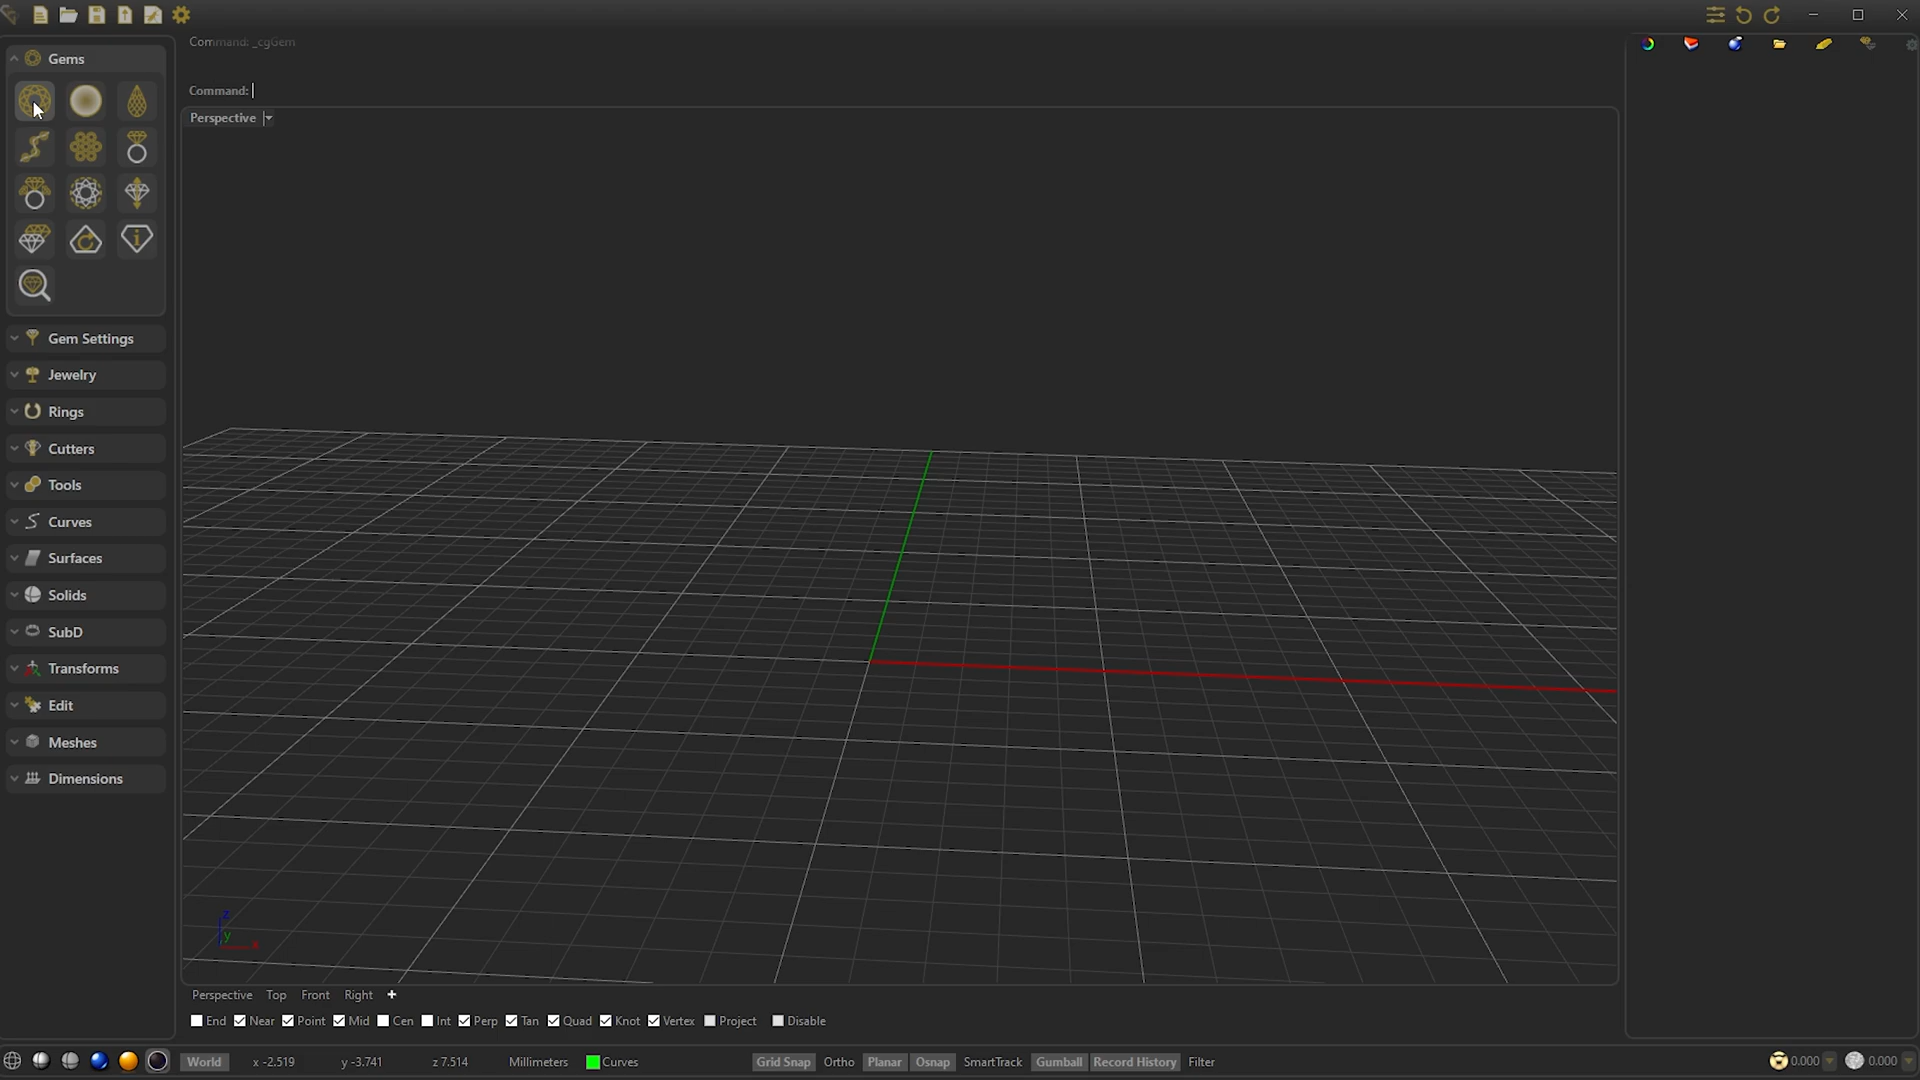 Command: _cgGem
Command:
Gems
Perspective
Gem Settings
Jewelry
Rings
Cutters
Tools
Curves
Surfaces
Solids
SubD
Transforms
Edit
Meshes
Dimensions
z
y
x
Perspective Top Front Right
End Near Point Mid Cen Int Perp Tan Quad Knot Vertex Project Disable
World x -2.519 y -3.741 z 7.514 Millimeters Curves Grid Snap Ortho Planar Osnap SmartTrack Gumball Record History Filter 0.000 0.000